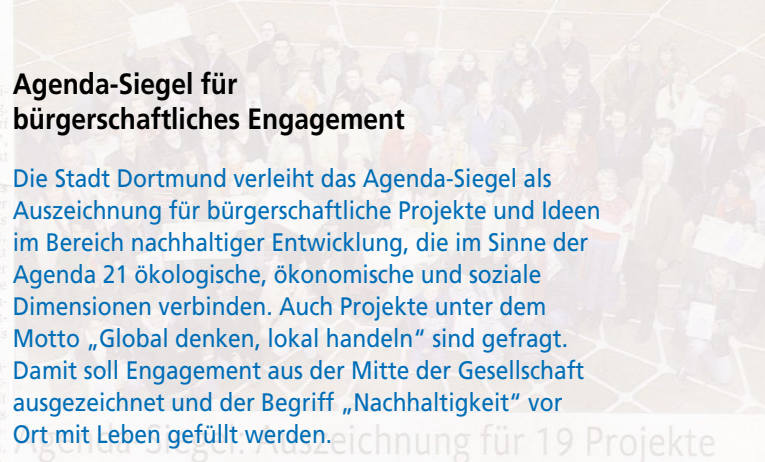 Agenda-Siegel für
bürgerschaftliches Engagement
Die Stadt Dortmund verleiht das Agenda-Siegel als
Auszeichnung für bürgerschaftliche Projekte und Ideen
im Bereich nachhaltiger Entwicklung, die im Sinne der
Agenda 21 ökologische, ökonomische und soziale
Dimensionen verbinden. Auch Projekte unter dem
Motto „Global denken, lokal handeln“ sind gefragt.
Damit soll Engagement aus der Mitte der Gesellschaft
ausgezeichnet und der Begriff „Nachhaltigkeit“ vor
Ort mit Leben gefüllt werden.
Agenda-Siegel: Auszeichnung für 19 Projekte